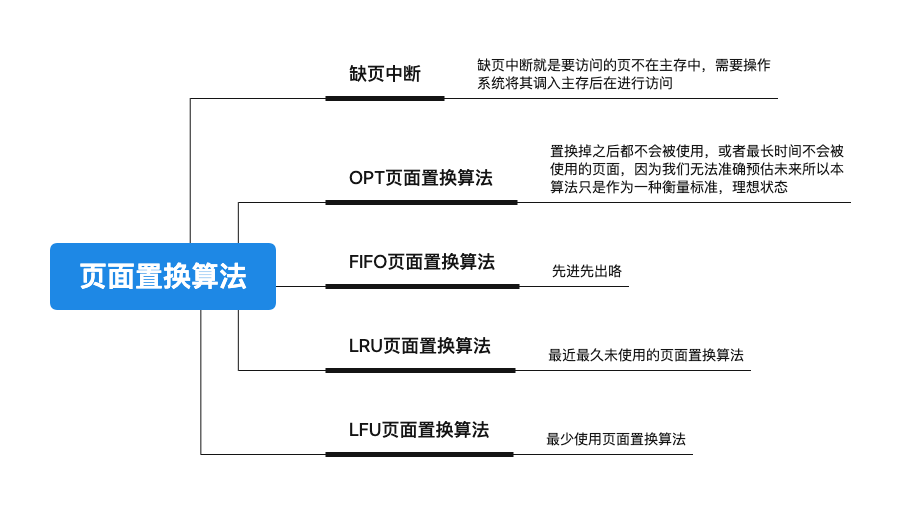 缺页中断
缺页中断就是要访问的页不在主存中，需要操作
系统将其调入主存后在进行访问
OPT页面置换算法
置换掉之后都不会被使用，或者最长时间不会被
使用的页面，因为我们无法准确预估未来所以本
算法只是作为一种衡量标准，理想状态
页面置换算法
FIFO页面置换算法
先进先出咯
LRU页面置换算法
最近最久未使用的页面置换算法
LFU页面置换算法
最少使用页面置换算法